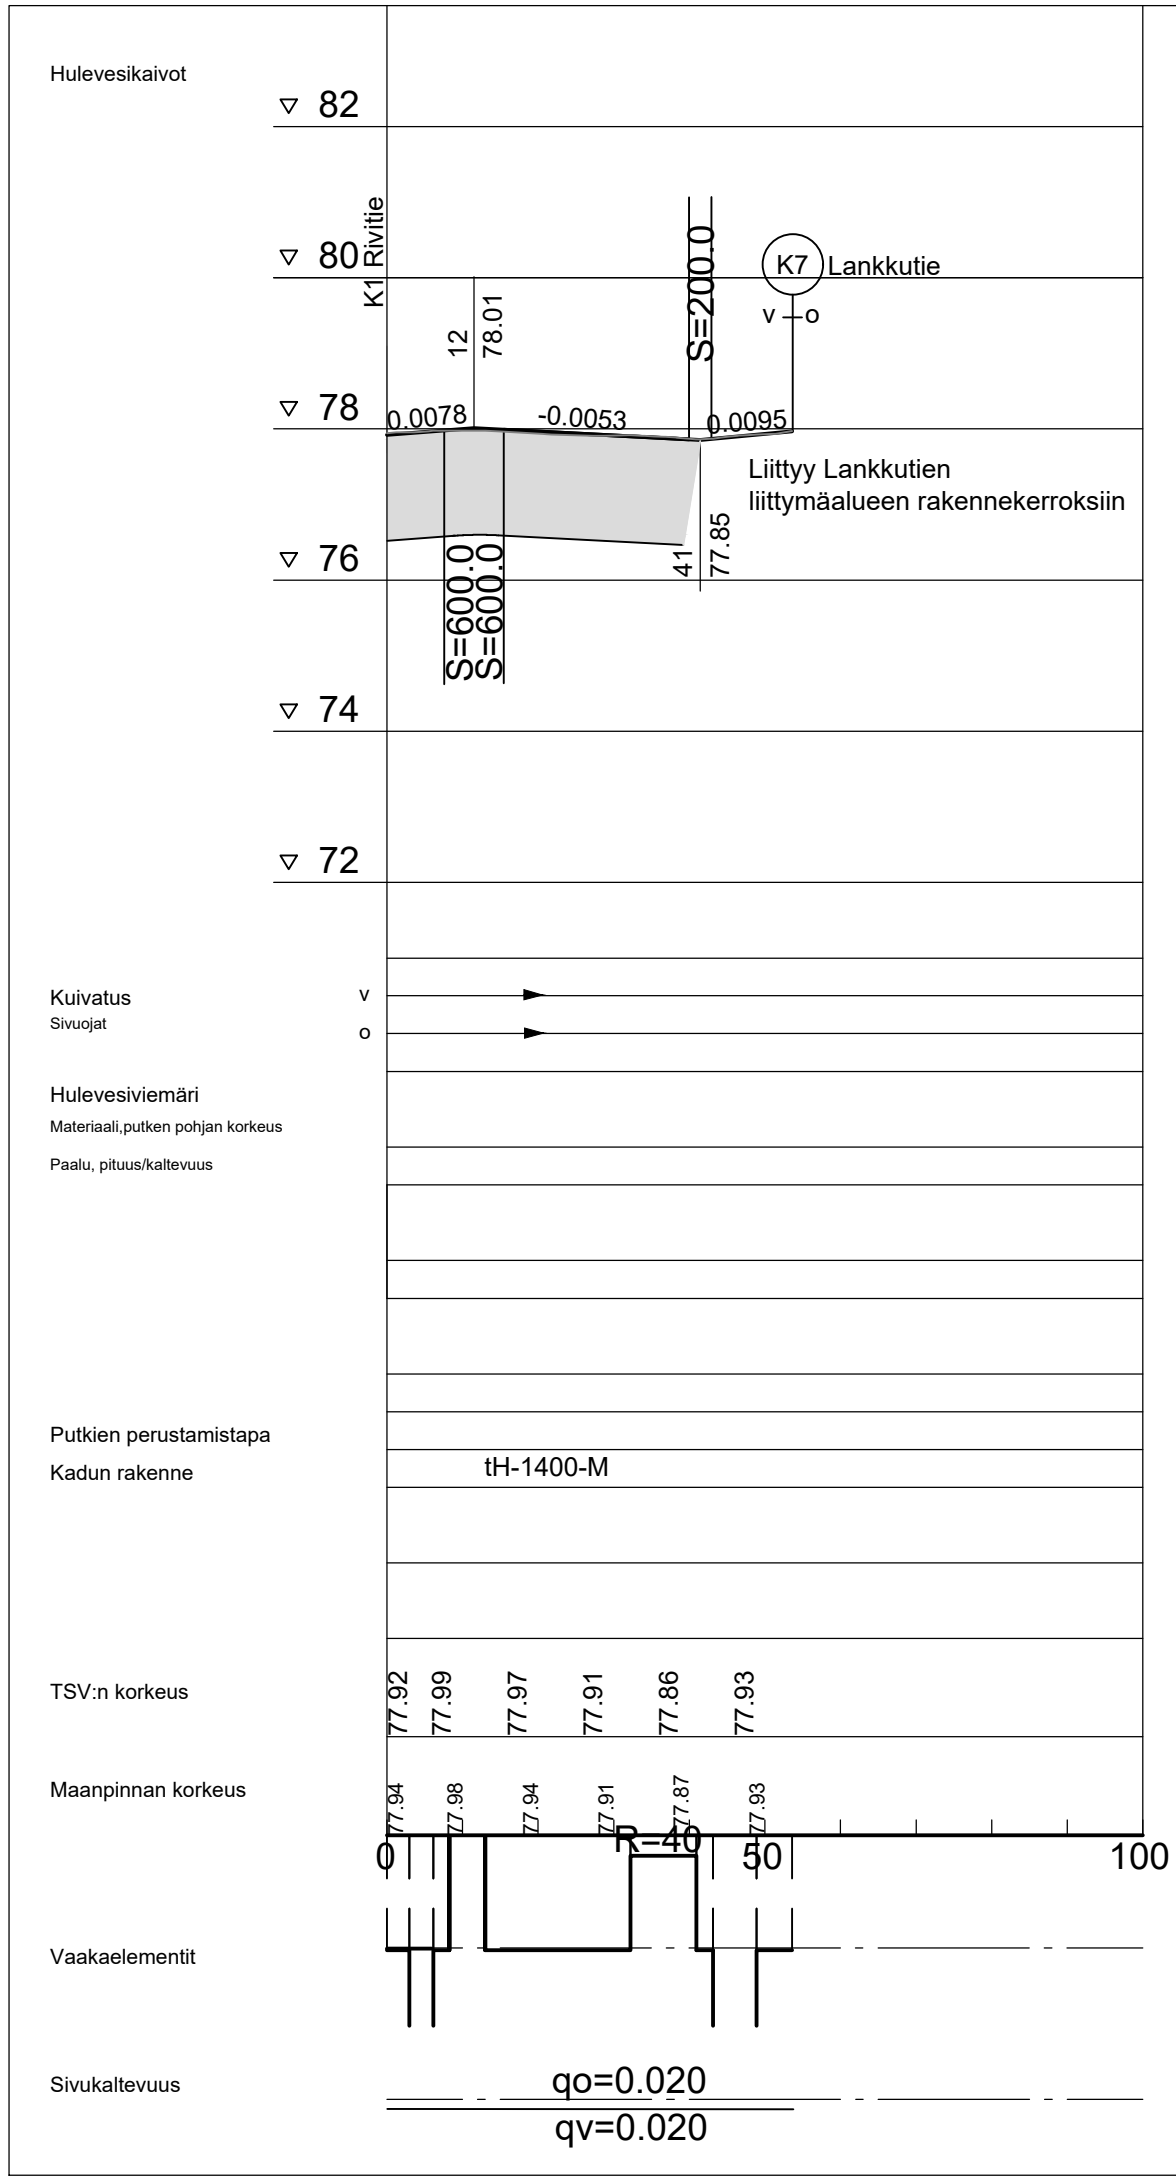 Hulevesikaivot
82
K1 Rivitie
80
S=200.0
K7
Lankkutie
v
o
12
78.01
78
0.0078
-0.0053
0.0095
Liittyy Lankkutien
liittymäalueen rakennekerroksiin
76
S=600.0
S=600.0
41
77.85
74
72
Kuivatus
v
Sivuojat
o
Hulevesiviemäri
Materiaali,putken pohjan korkeus
Paalu, pituus/kaltevuus
Putkien perustamistapa
Kadun rakenne
tH-1400-M
TSV:n korkeus
77.92
77.99
77.97
77.91
77.86
77.93
Maanpinnan korkeus
77.94
77.98
77.94
77.91
77.87
77.93
R=40
0
50
100
Vaakaelementit
Sivukaltevuus
qo=0.020
qv=0.020